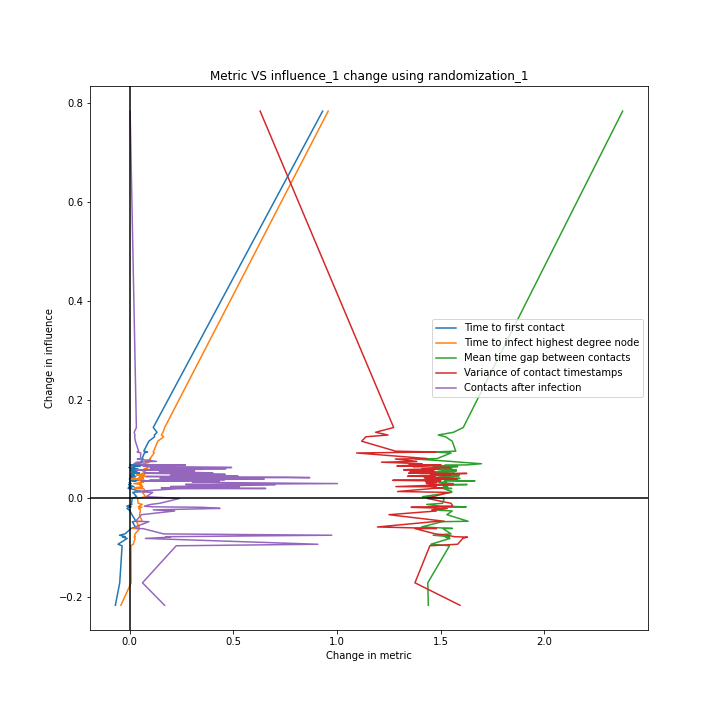 Metric VS influence_1 change using randomization_1
0.8
0.6
0.4
0.2
0.0
−0.2
Change in influence
Time to first contact
Time to infect highest degree node
Mean time gap between contacts
Variance of contact timestamps
Contacts after infection
0.0 0.5 1.0 1.5 2.0
Change in metric